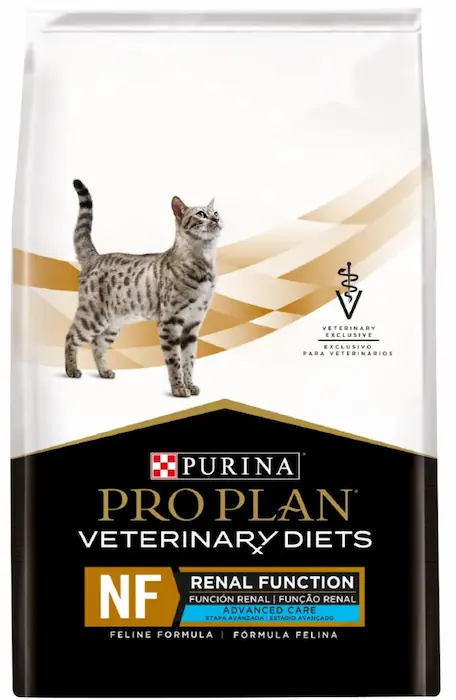 VETERINARY
EXCLUSIVE
EXCLUSIVO
PARA VETERINARIOS
PURINA
PRO PLAN
VETERINARY DIETS
NF
RENAL FUNCTION
FUNCIÓN RENAL | FUNÇÃO RENAL
ADVANCED CARE
ETAPA AVANZADA | ESTÁGIO AVANÇADO
FELINE FORMULA | FÓRMULA FELINA